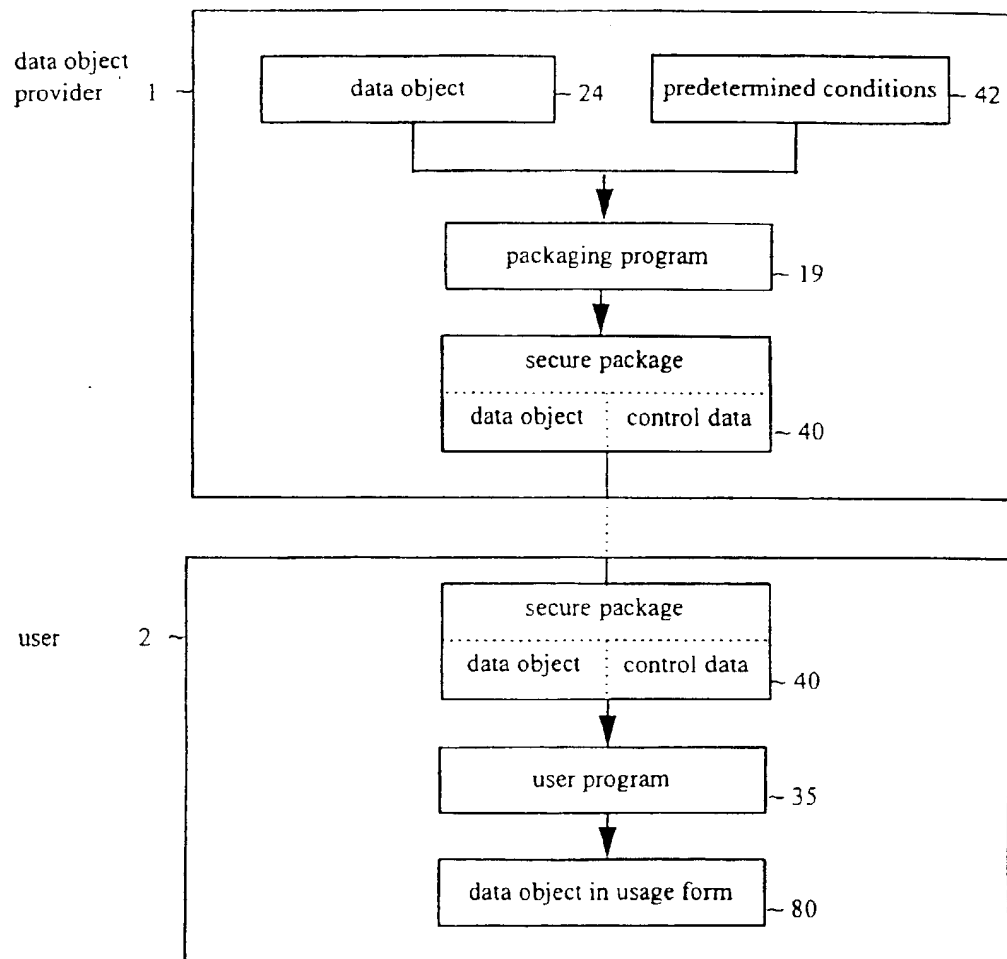 data object
provider 1
data object
24
predetermined conditions
42
packaging program
19
secure package
data object
control data
40
user 2
secure package
data object
control data
40
user program
35
data object in usage form
80